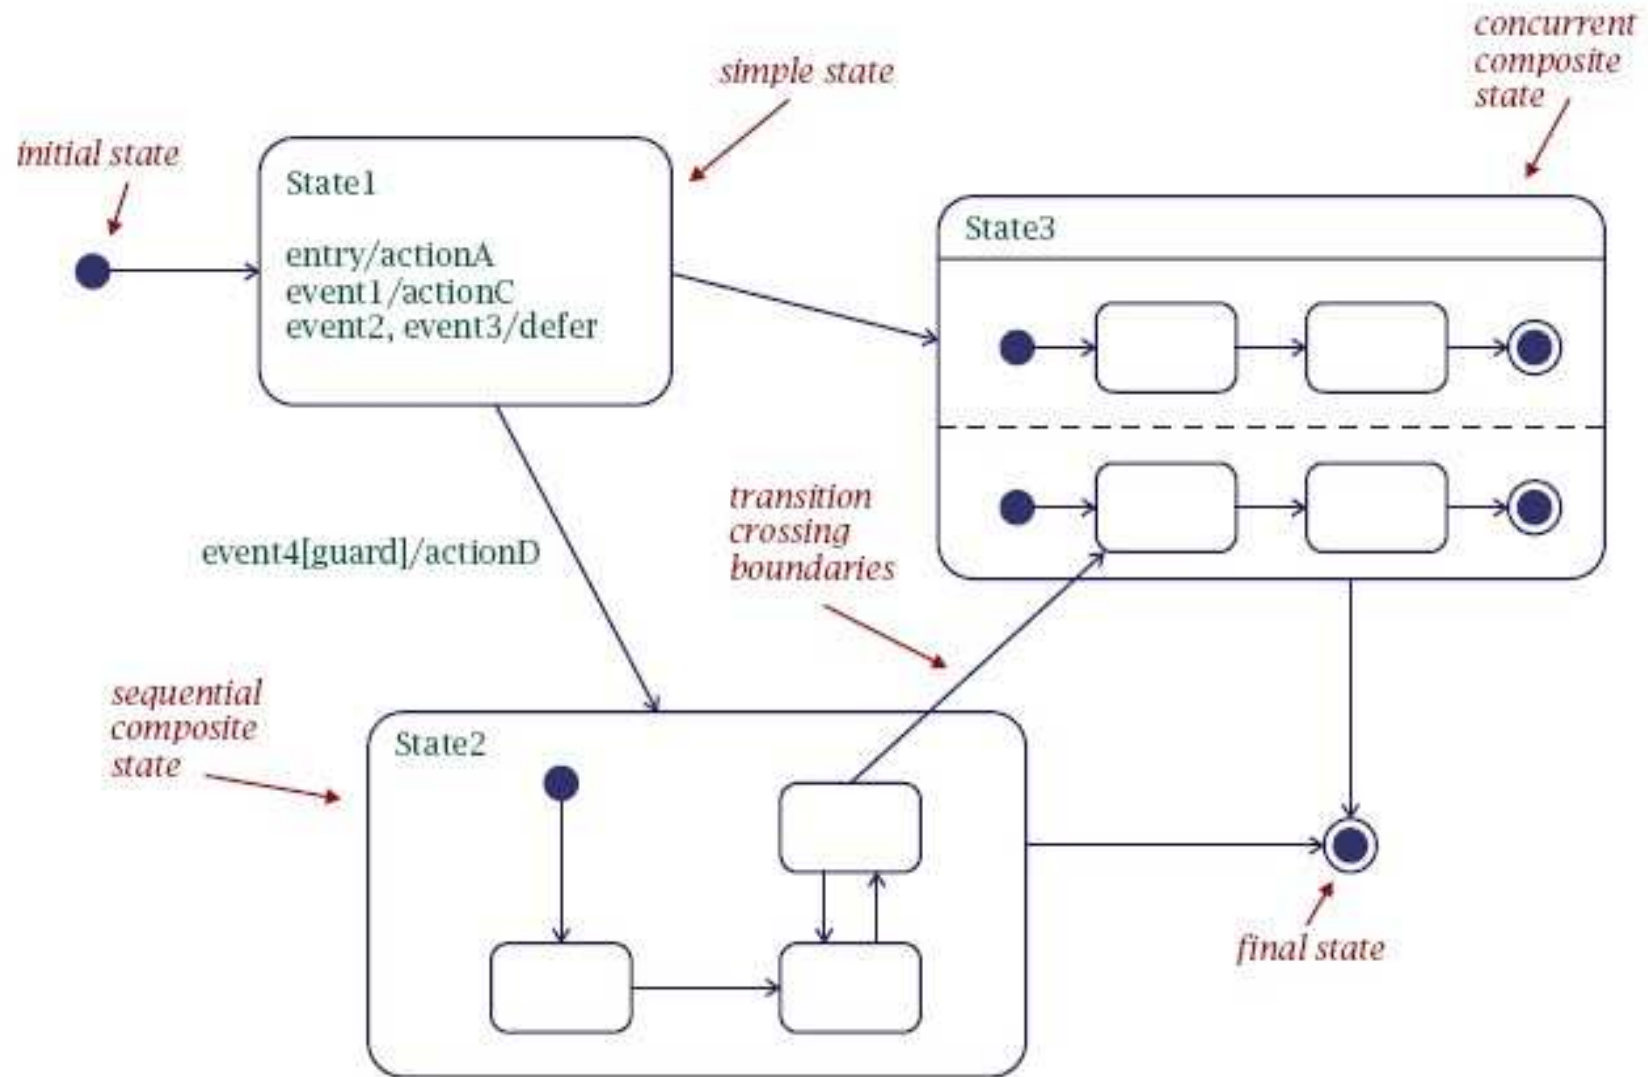 concurrent
composite
state
simple state
initial state
State1
entry/actionA
event1/actionC
event2, event3/defer
State3
transition
crossing
boundaries
event4[guard]/actionD
sequential
composite
state
State2
final state